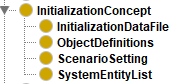 InitializationConcept
InitializationDataFile
ObjectDefinitions
ScenarioSetting
SystemEntityList